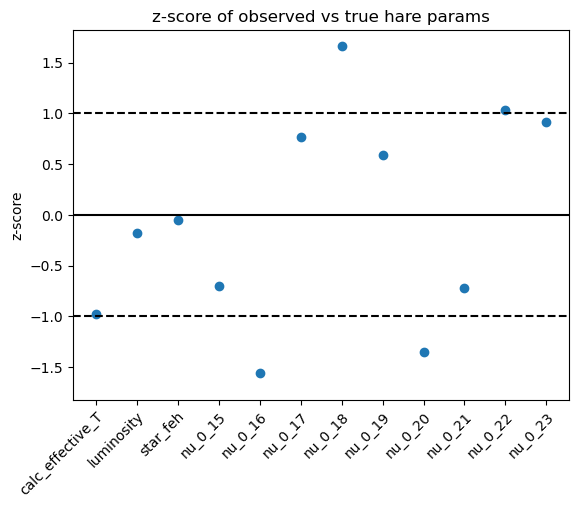 z-score of observed vs true hare params
z-score
1.5
1.0
0.5
0.0
−0.5
−1.0
−1.5
calc_effective_T
luminosity
star_feh
nu_0_15
nu_0_16
nu_0_17
nu_0_18
nu_0_19
nu_0_20
nu_0_21
nu_0_22
nu_0_23